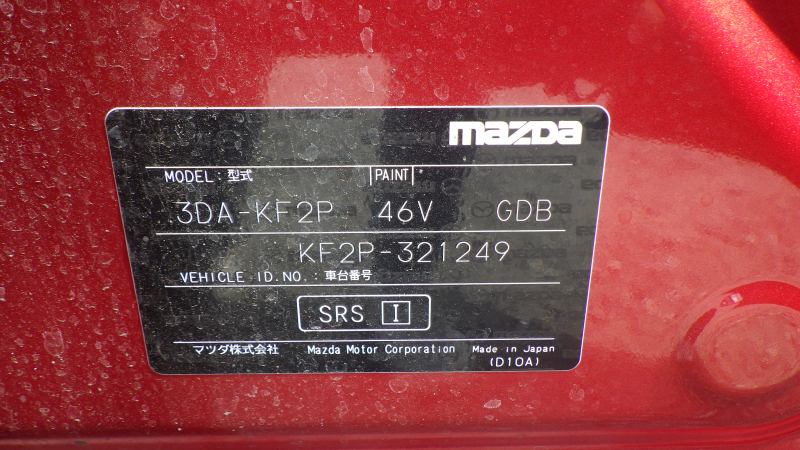 mazda
MODEL : 型式 PAINT *
3DA-KF2P 46V GDB
KF2P-321249
VEHICLE ID.NO. : 車台番号
SRS I
マツダ株式会社 Mazda Motor Corporation Made in Japan
(D10A)